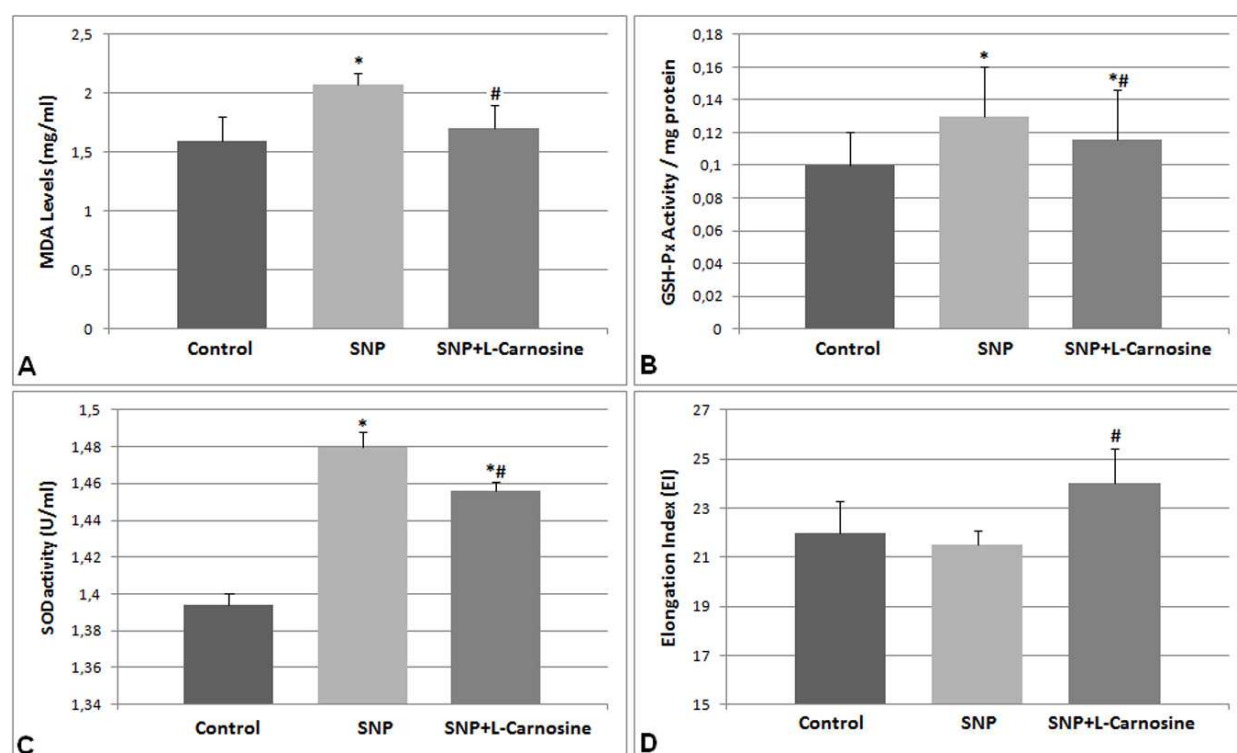 MDA Levels (mg/ml)
2,5
2
1,5
1
0,5
0
*
#
Control
SNP
SNP+L-Carnosine
A
GSH-Px Activity / mg protein
0,18
0,16
0,14
0,12
0,1
0,08
0,06
0,04
0,02
0
*
*#
Control
SNP
SNP+L-Carnosine
B
SOD activity (U/ml)
1,5
1,48
1,46
1,44
1,42
1,4
1,38
1,36
1,34
*
*#
Control
SNP
SNP+L-Carnosine
C
Elongation Index (EI)
27
25
23
21
19
17
15
#
Control
SNP
SNP+L-Carnosine
D